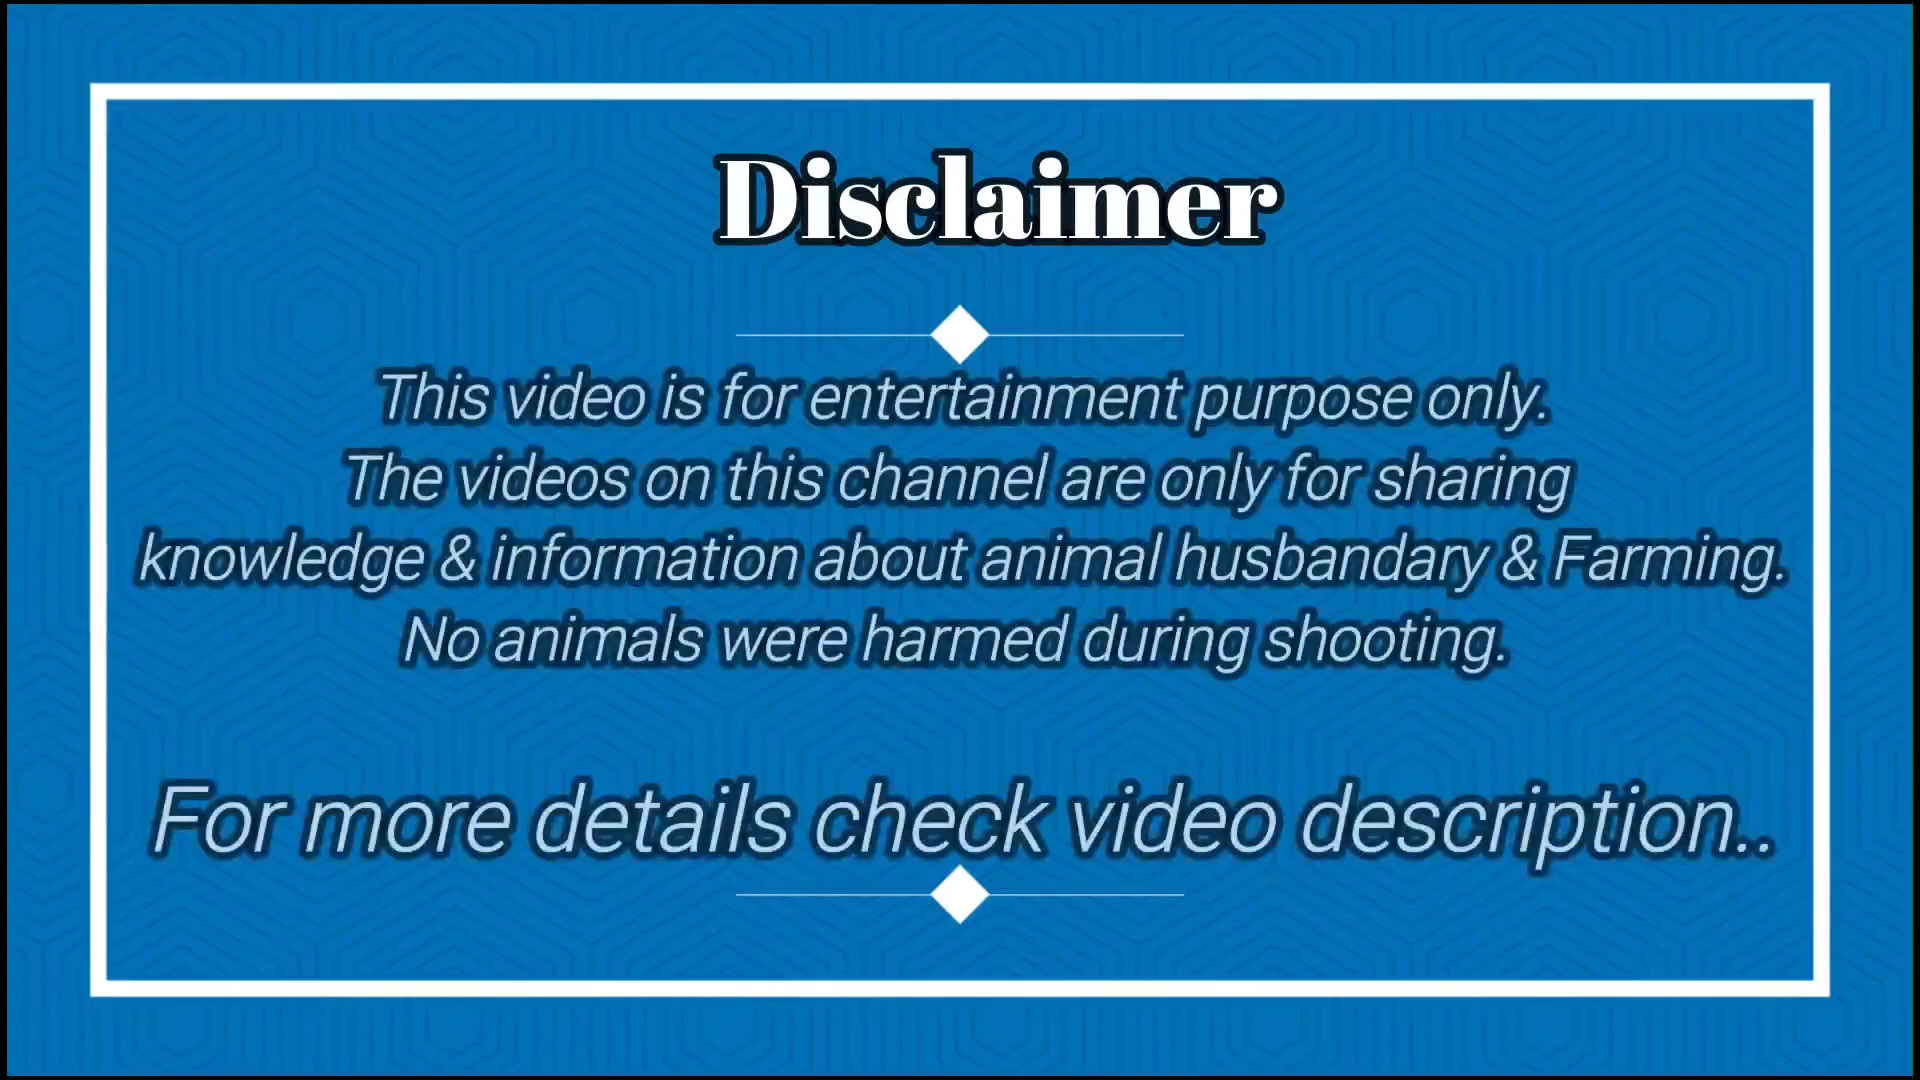 Disclaimer
This video is for entertainment purpose only.
The videos on this channel are only for sharing
knowledge & information about animal husbandary & Farming.
No animals were harmed during shooting.
For more details check video description..